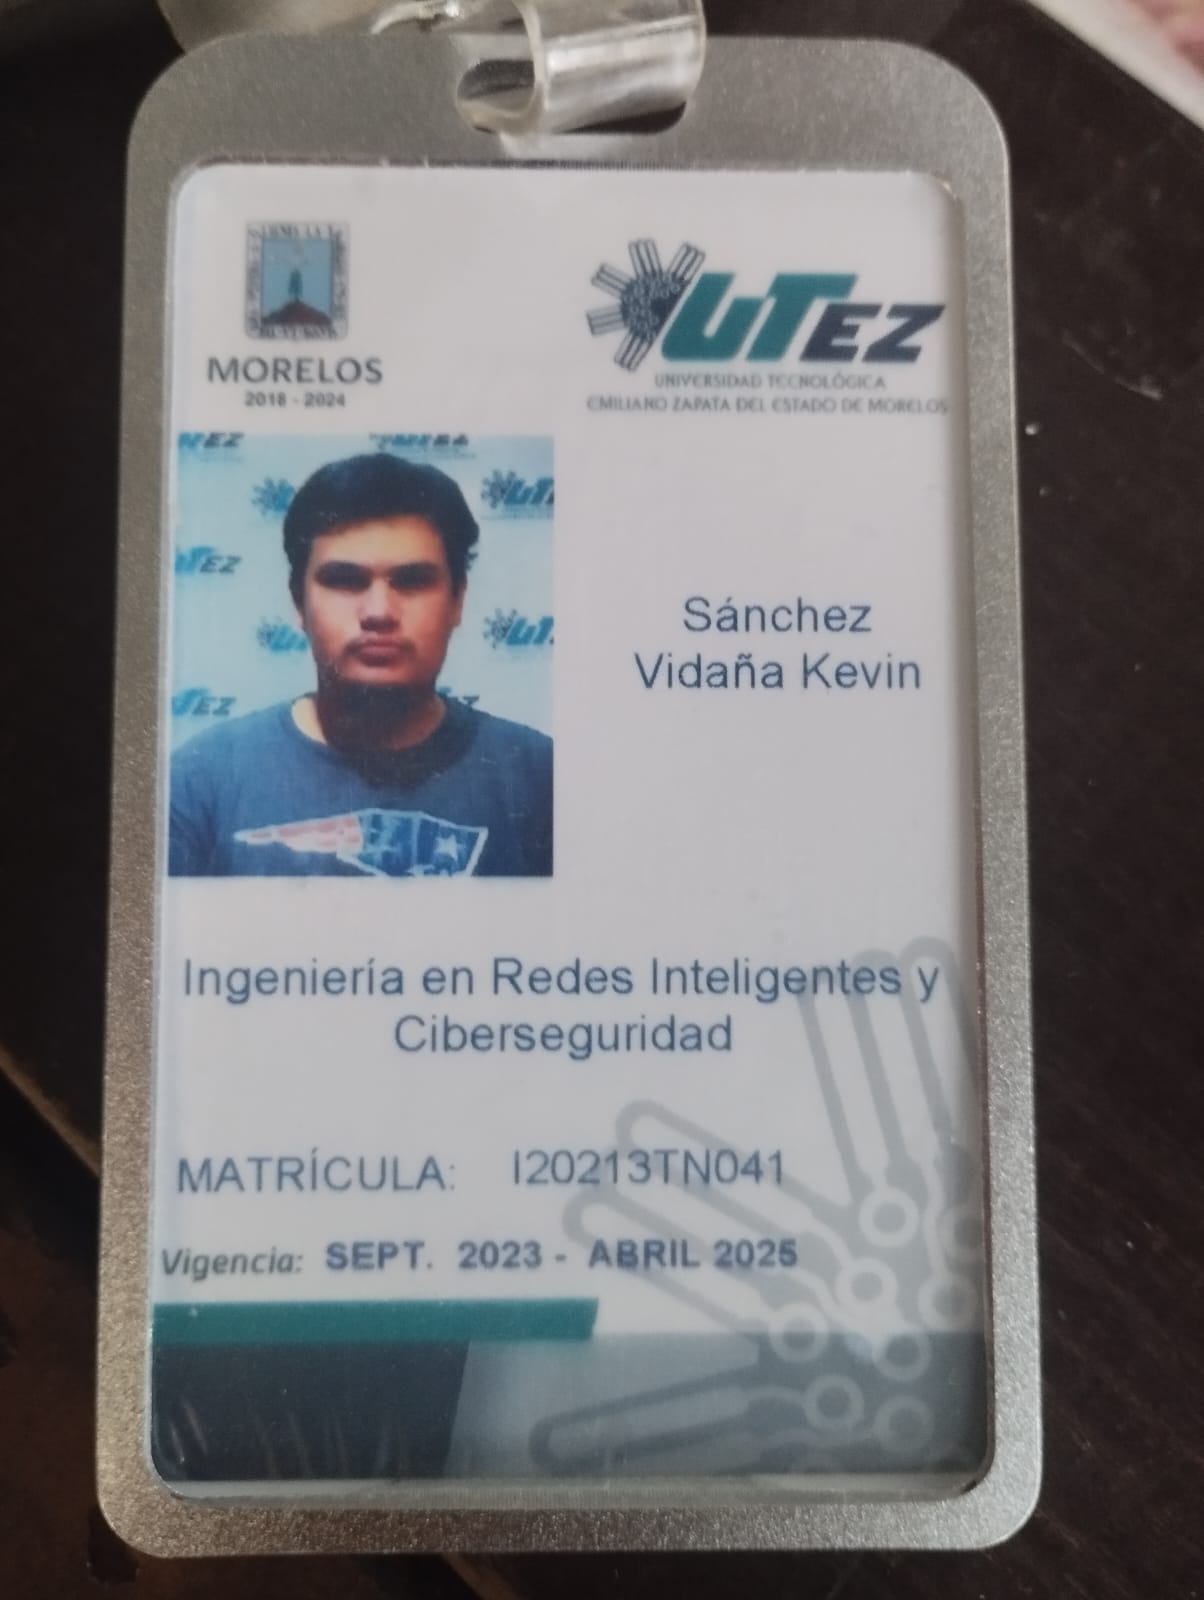 MORELOS
2018 - 2024
UTEZ
UNIVERSIDAD TECNOLÓGICA
EMILIANO ZAPATA DEL ESTADO DE MORELOS
Sánchez
Vidaña Kevin
Ingeniería en Redes Inteligentes y
Ciberseguridad
MATRÍCULA: I20213TN041
Vigencia: SEPT. 2023 - ABRIL 2025